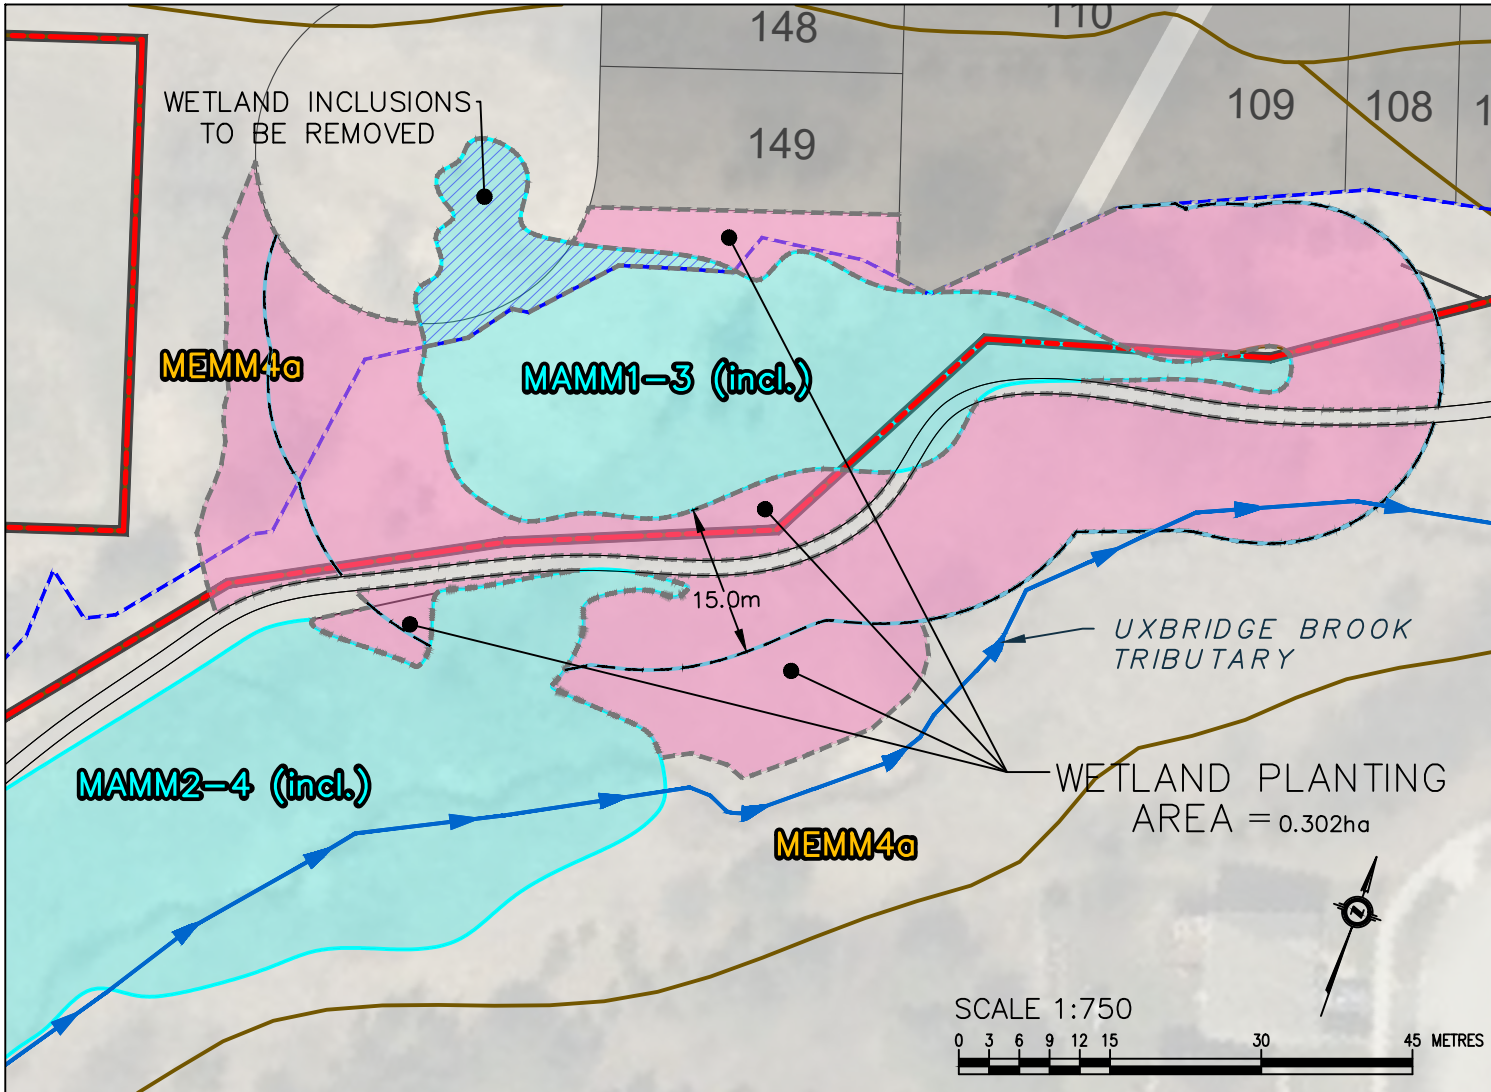 148
110
WETLAND INCLUSIONS
TO BE REMOVED
109
108
1
149
MEMM4a
MAMM1-3 (incl.)
15.0m
UXBRIDGE BROOK
TRIBUTARY
MAMM2-4 (incl.)
WETLAND PLANTING
AREA = 0.302ha
MEMM4a
Z
SCALE 1:750
0 3 6 9 12 15 30 45 METRES